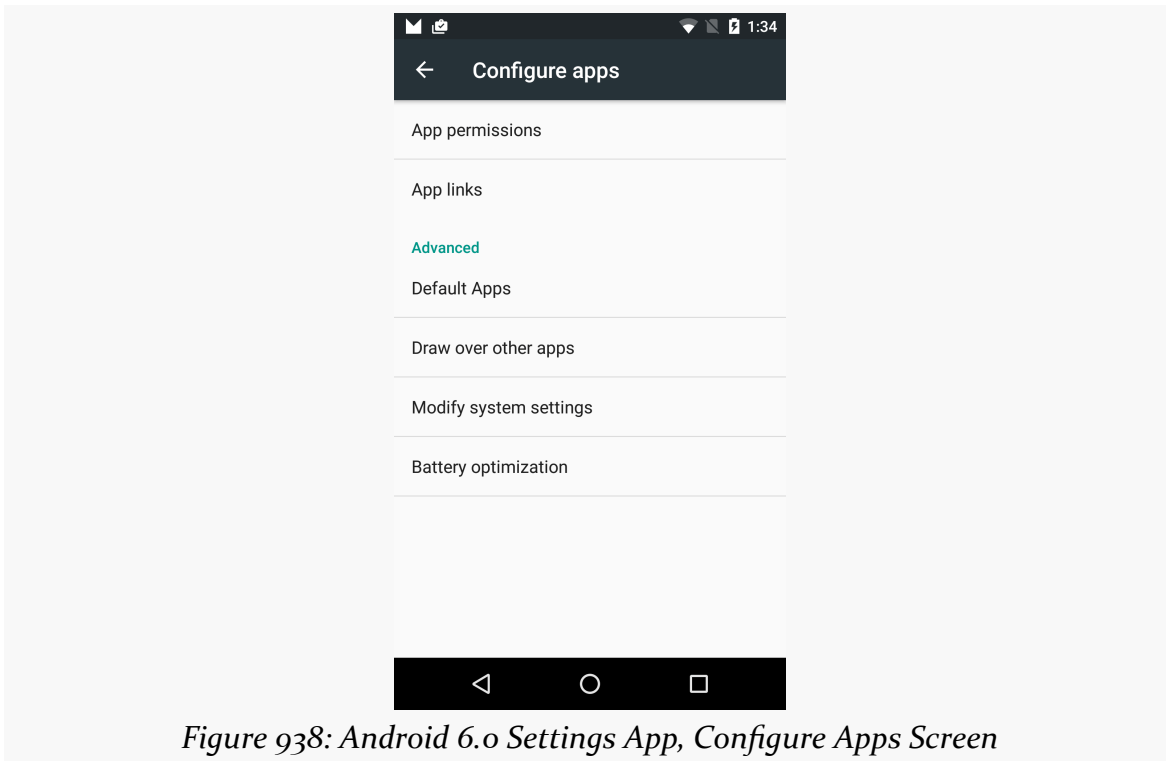 1:34
Configure apps
App permissions
App links
Advanced
Default Apps
Draw over other apps
Modify system settings
Battery optimization
Figure 938: Android 6.0 Settings App, Configure Apps Screen